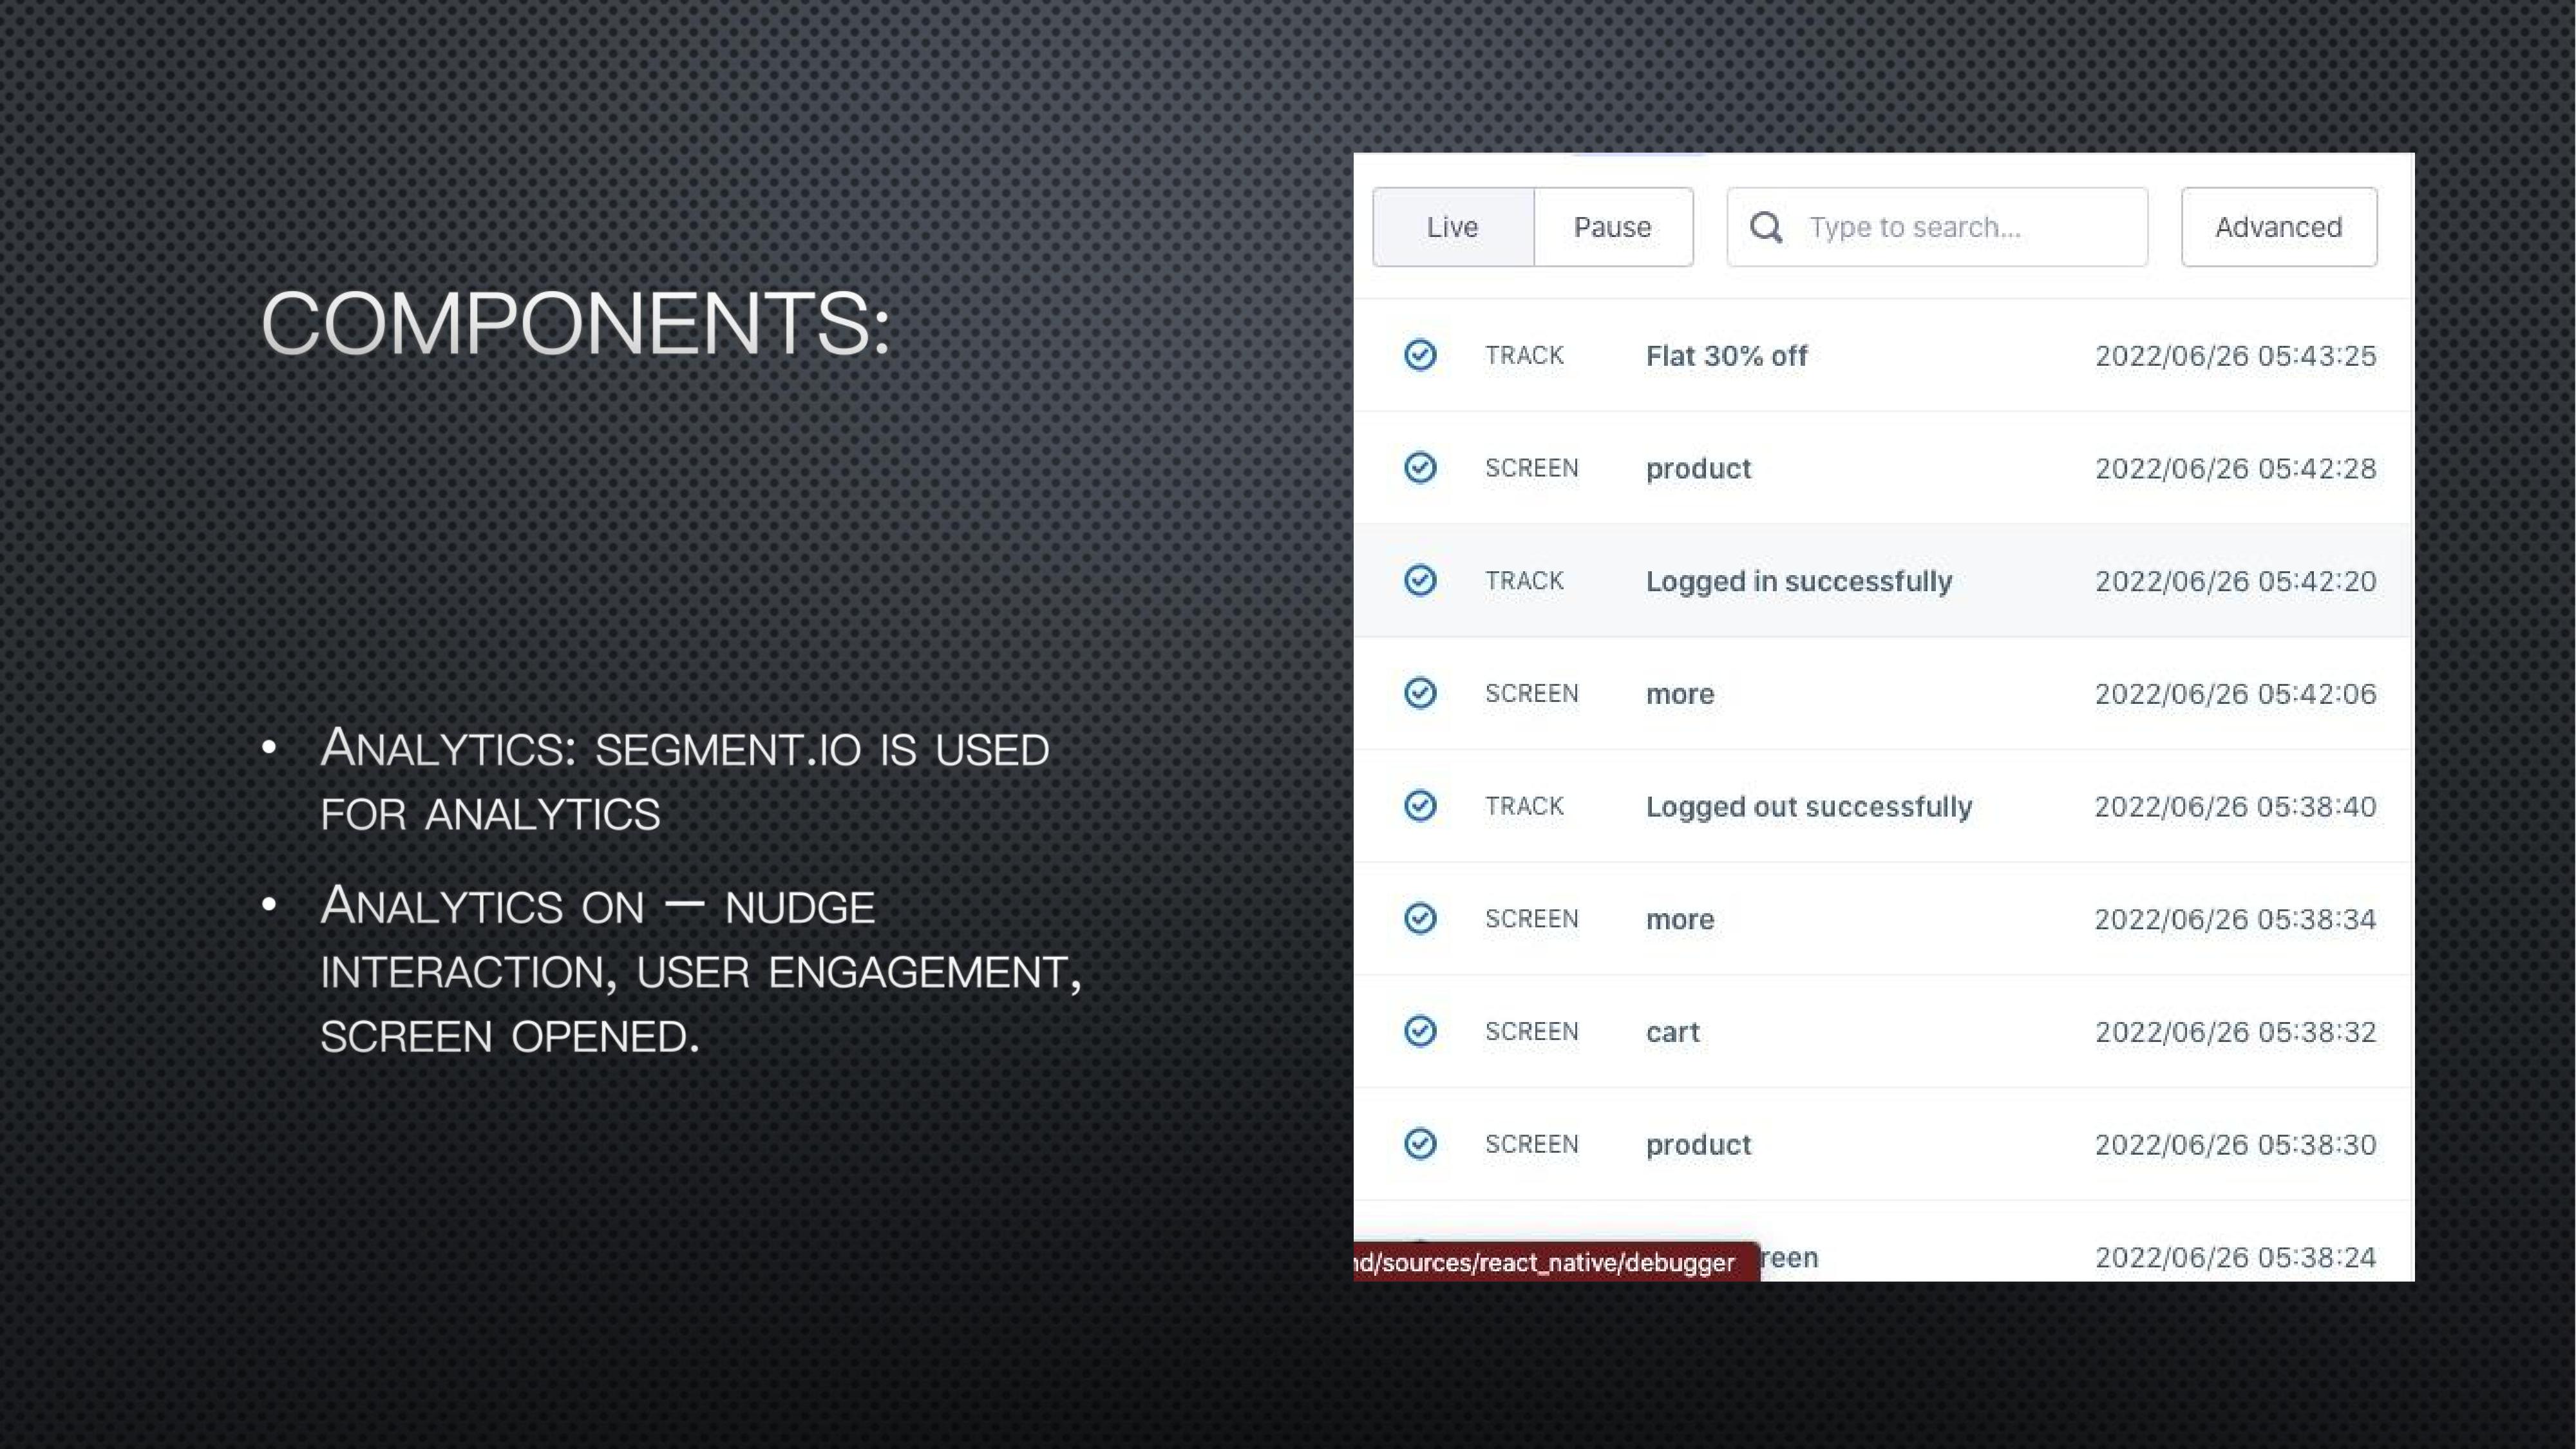 COMPONENTS:
• ANALYTICS: SEGMENT.IO IS USED
FOR ANALYTICS
• ANALYTICS ON — NUDGE
INTERACTION, USER ENGAGEMENT,
SCREEN OPENED.
Live Pause Type to search... Advanced
TRACK Flat 30% off 2022/06/26 05:43:25
SCREEN product 2022/06/26 05:42:28
TRACK Logged in successfully 2022/06/26 05:42:20
SCREEN more 2022/06/26 05:42:06
TRACK Logged out successfully 2022/06/26 05:38:40
SCREEN more 2022/06/26 05:38:34
SCREEN cart 2022/06/26 05:38:32
SCREEN product 2022/06/26 05:38:30
reen 2022/06/26 05:38:24
d/sources/react_native/debugger